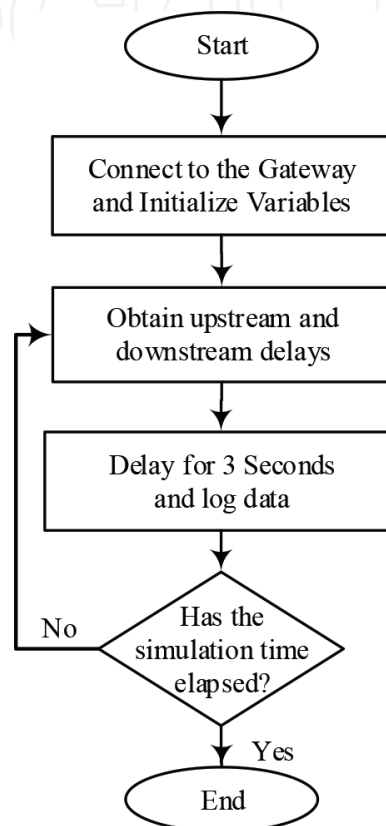 Start
Connect to the Gateway
and Initialize Variables
Obtain upstream and
downstream delays
Delay for 3 Seconds
and log data
Has the
simulation time
elapsed?
No
Yes
End